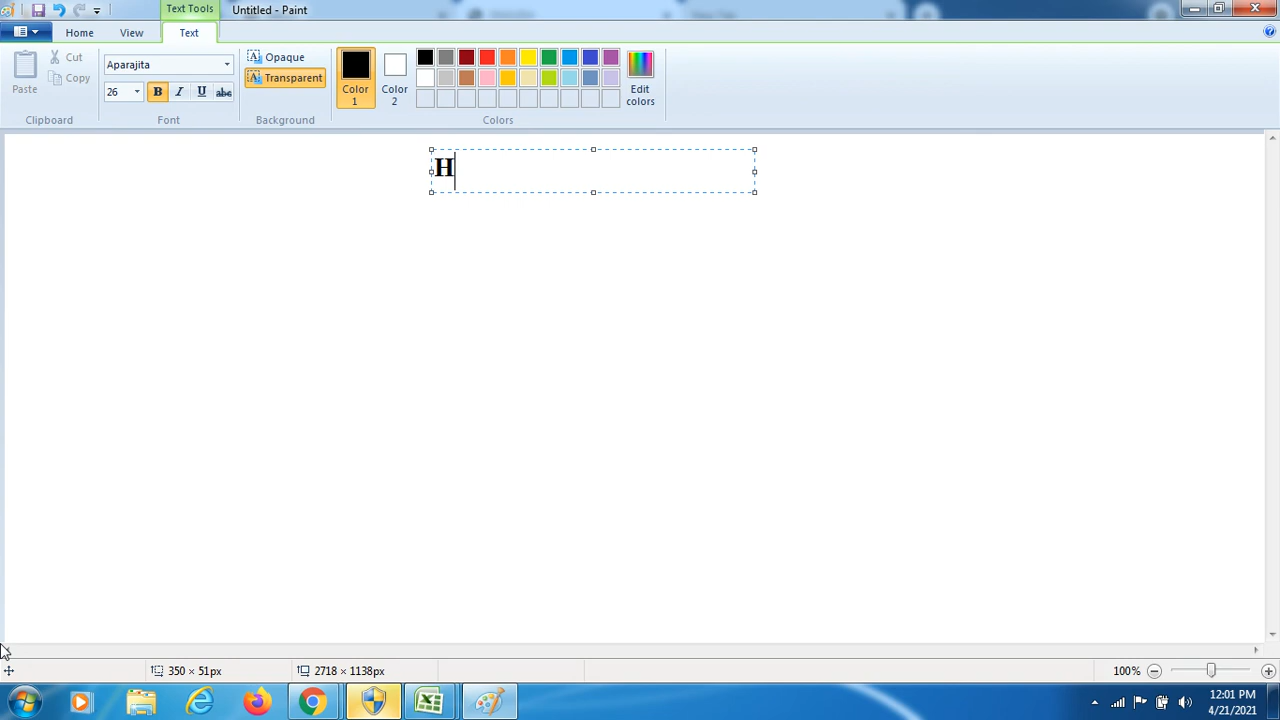 Text Tools Untitled - Paint
Home View Text
Paste Cut Aparajita Opaque Color 1 Color 2 Edit colors
Copy 26 B I U abc Transparent
Clipboard Font Background Colors
H
350 × 51px 2718 × 1138px 100%
12:01 PM
4/21/2021